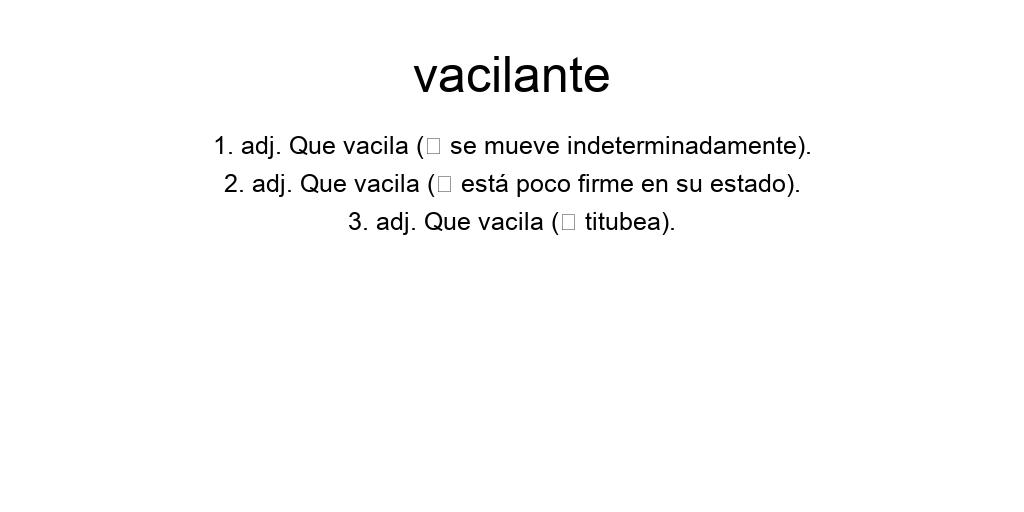 vacilante
1. adj. Que vacila (▯ se mueve indeterminadamente).
2. adj. Que vacila (▯ está poco firme en su estado).
3. adj. Que vacila (▯ titubea).